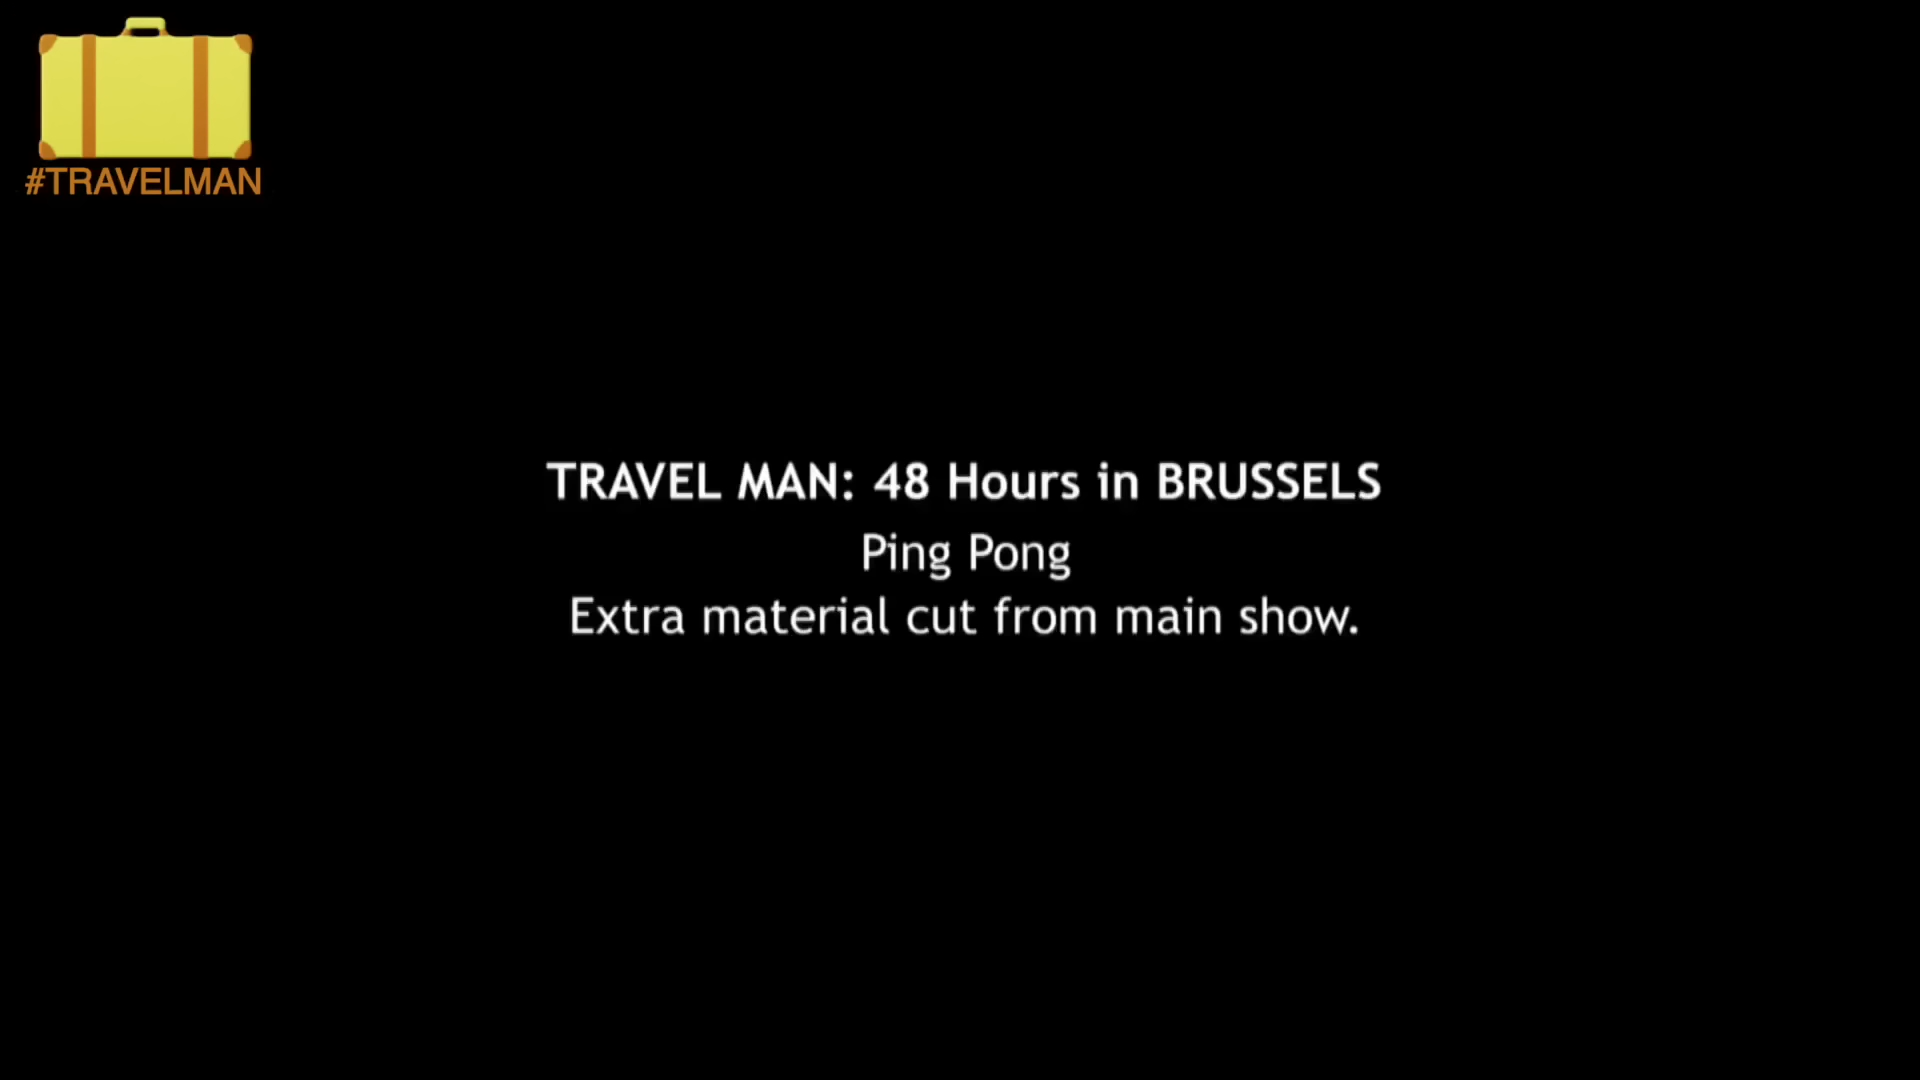 #TRAVELMAN
TRAVEL MAN: 48 Hours in BRUSSELS
Ping Pong
Extra material cut from main show.